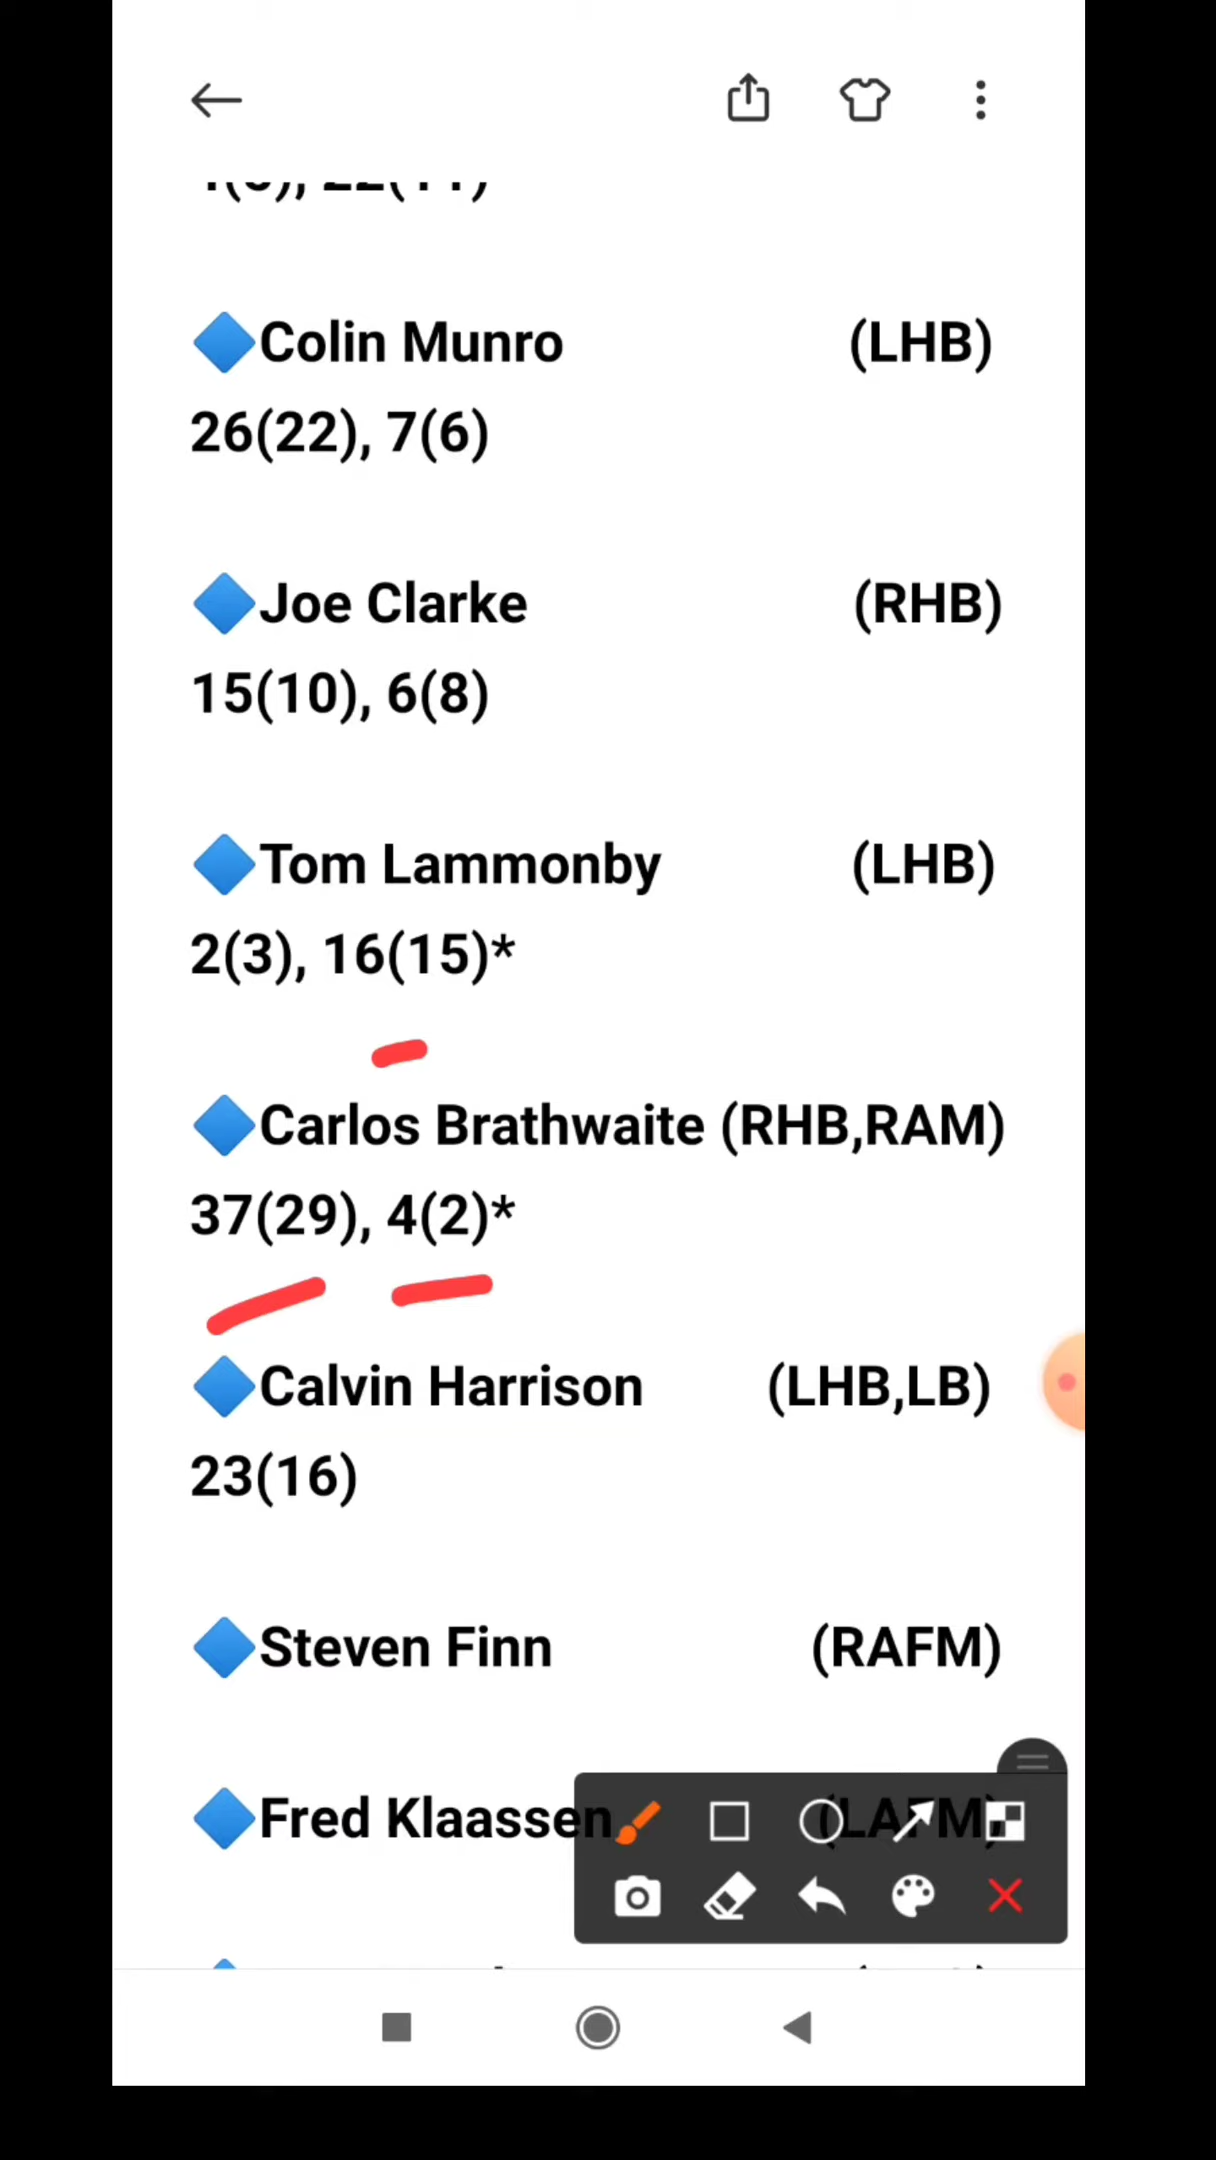 🔷Colin Munro (LHB)
26(22), 7(6)
🔷Joe Clarke (RHB)
15(10), 6(8)
🔷Tom Lammonby (LHB)
2(3), 16(15)*
🔷Carlos Brathwaite (RHB,RAM)
37(29), 4(2)*
🔷Calvin Harrison (LHB,LB)
23(16)
🔷Steven Finn (RAFM)
🔷Fred Klaassen (LAFM)